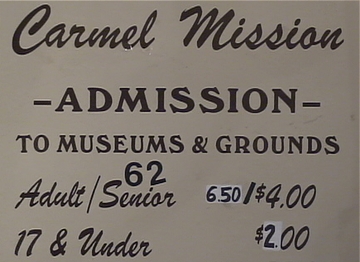 Carmel Mission
-ADMISSION-
TO MUSEUMS & GROUNDS
62
Adult/Senior 6.50/$4.00
17 & Under $2.00